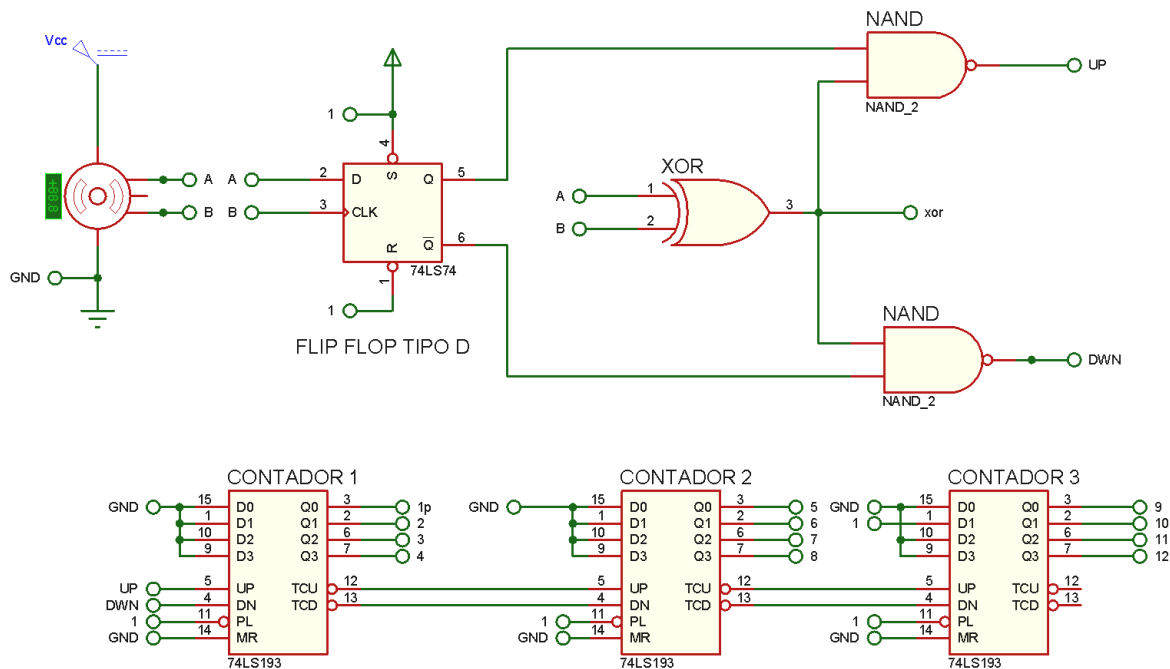 NAND
Vcc
UP
NAND_2
1
4
XOR
+88.8
A A 2 D S Q 5
A 1
B B 3 CLK
B 2 3 xor
R Q 6
GND
74LS74
1
1
NAND
FLIP FLOP TIPO D
DWN
NAND_2
CONTADOR 1 CONTADOR 2 CONTADOR 3
GND 15 D0 Q0 3 1p GND 15 D0 Q0 3 5 GND 15 D0 Q0 3 9
1 D1 Q1 2 2 1 D1 Q1 2 6 1 1 D1 Q1 2 10
10 D2 Q2 6 3 10 D2 Q2 6 7 10 D2 Q2 6 11
9 D3 Q3 7 4 9 D3 Q3 7 8 9 D3 Q3 7 12
UP 5 UP TCU 12 5 UP TCU 12 5 UP TCU 12
DWN 4 DN TCD 13 4 DN TCD 13 4 DN TCD 13
1 11 PL 1 11 PL 1 11 PL
GND 14 MR GND 14 MR GND 14 MR
74LS193 74LS193 74LS193